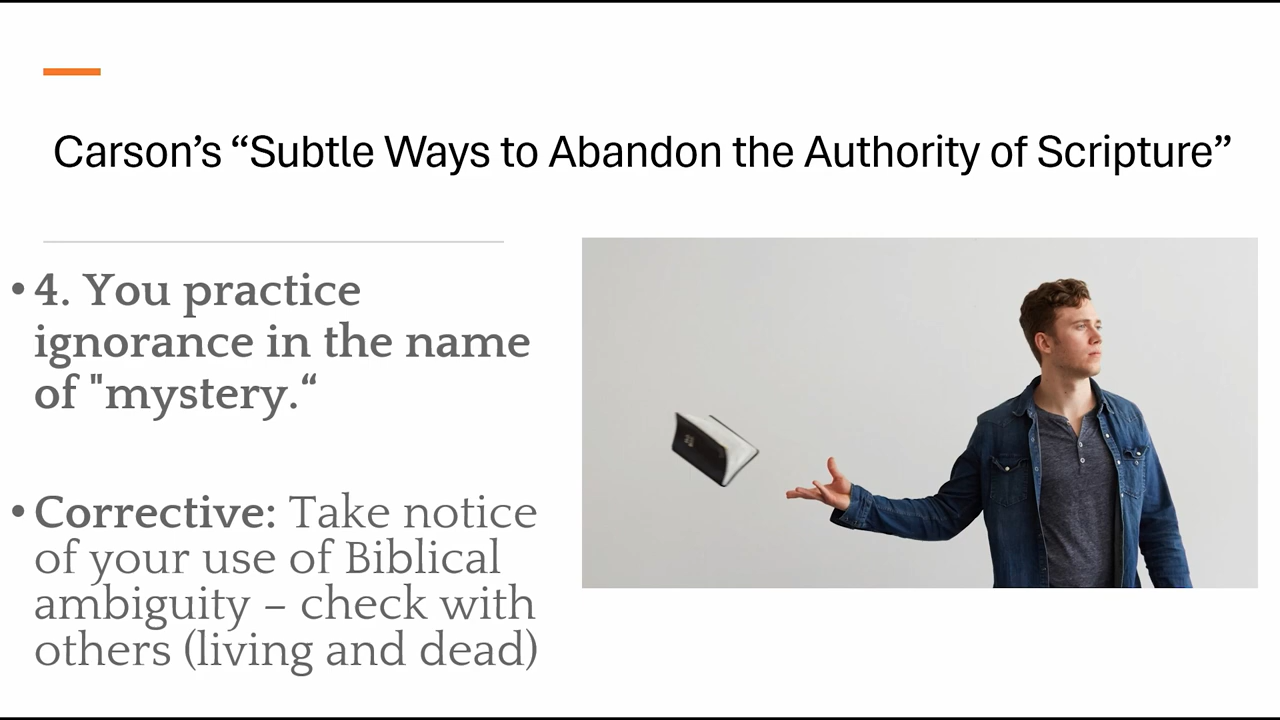 Carson’s “Subtle Ways to Abandon the Authority of Scripture”
• 4. You practice
ignorance in the name
of "mystery.“
• Corrective: Take notice
of your use of Biblical
ambiguity – check with
others (living and dead)